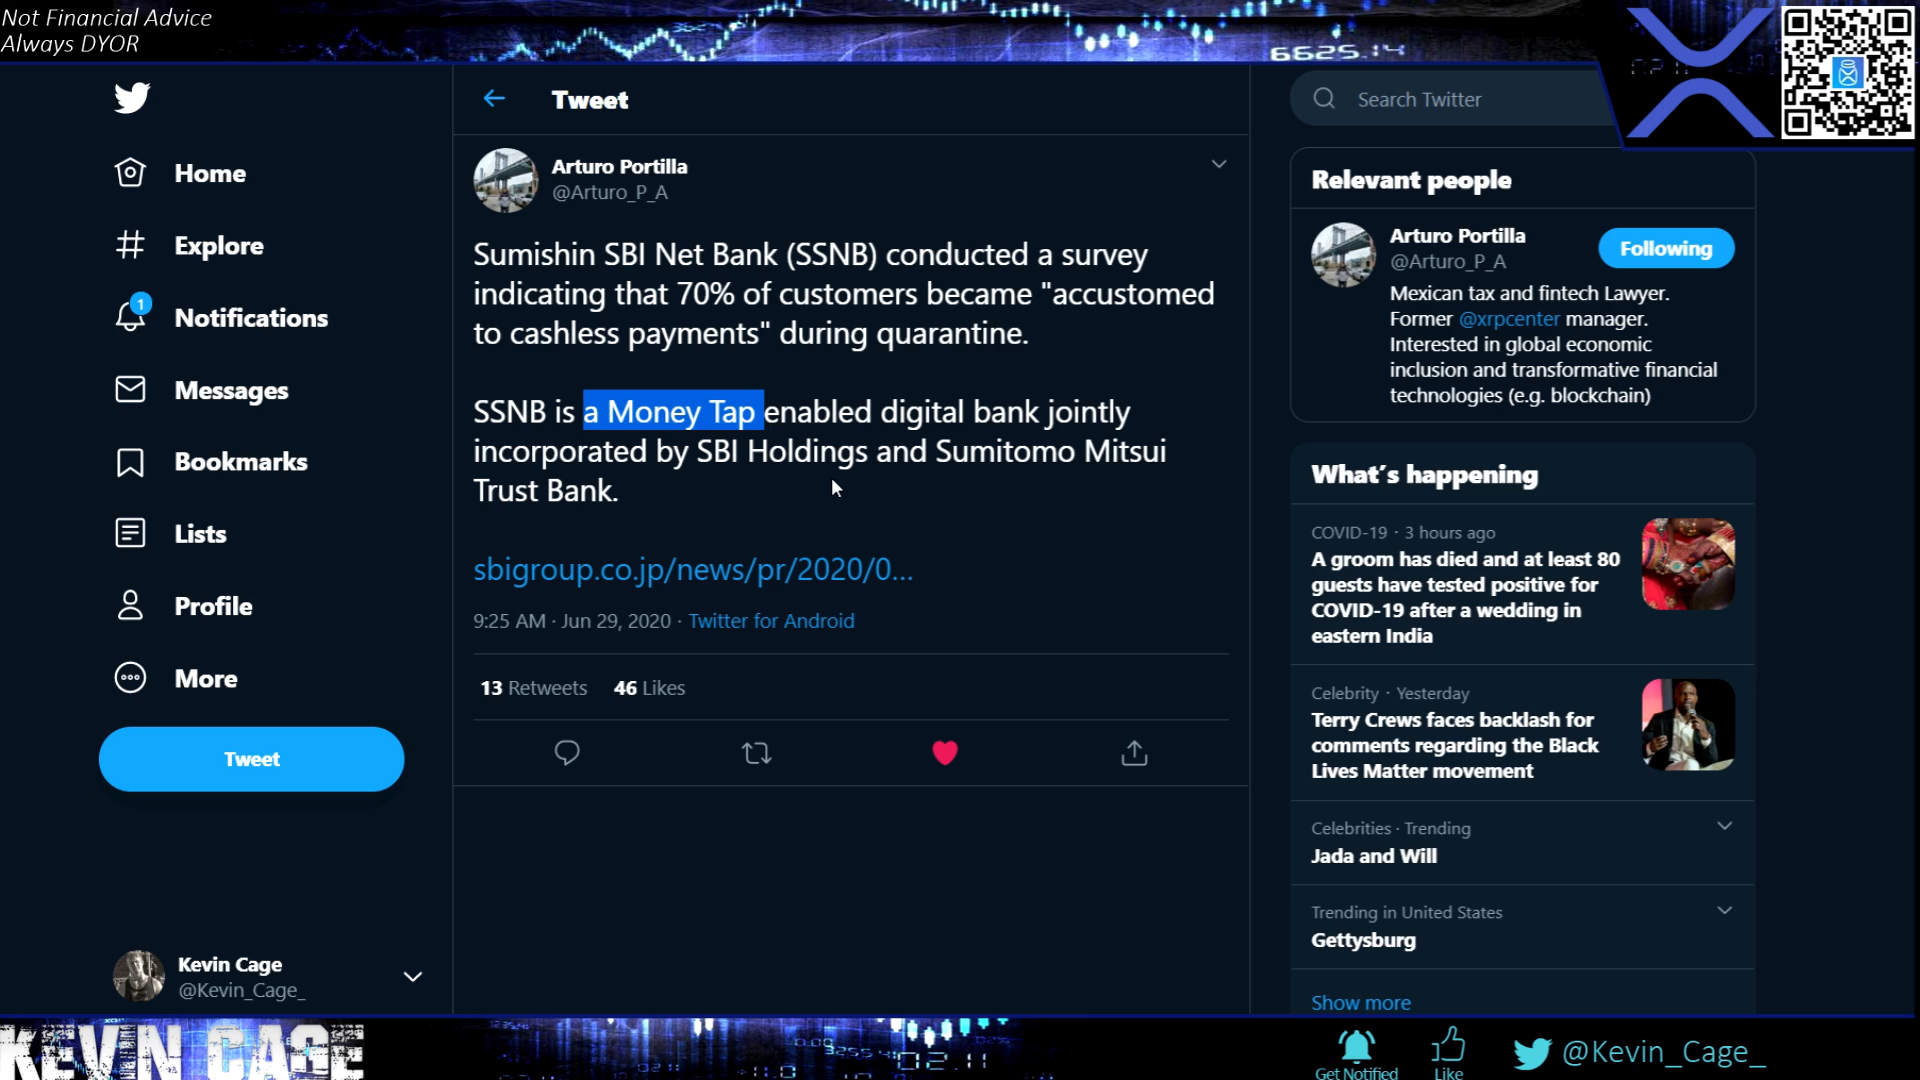 Not Financial Advice
Always DYOR
6625.14
Tweet
Search Twitter
Home
Explore
1
Notifications
Messages
Bookmarks
Lists
Profile
More
Tweet
Kevin Cage
@Kevin_Cage_
Arturo Portilla
@Arturo_P_A
Sumishin SBI Net Bank (SSNB) conducted a survey
indicating that 70% of customers became "accustomed
to cashless payments" during quarantine.
SSNB is a Money Tap enabled digital bank jointly
incorporated by SBI Holdings and Sumitomo Mitsui
Trust Bank.
sbigroup.co.jp/news/pr/2020/0...
9:25 AM · Jun 29, 2020 · Twitter for Android
13 Retweets 46 Likes
Relevant people
Arturo Portilla
@Arturo_P_A
Following
Mexican tax and fintech Lawyer.
Former @xrpcenter manager.
Interested in global economic
inclusion and transformative financial
technologies (e.g. blockchain)
What's happening
COVID-19 · 3 hours ago
A groom has died and at least 80
guests have tested positive for
COVID-19 after a wedding in
eastern India
Celebrity · Yesterday
Terry Crews faces backlash for
comments regarding the Black
Lives Matter movement
Celebrities · Trending
Jada and Will
Trending in United States
Gettysburg
Show more
KEVIN CAGE
Get Notified
Like
@Kevin_Cage_